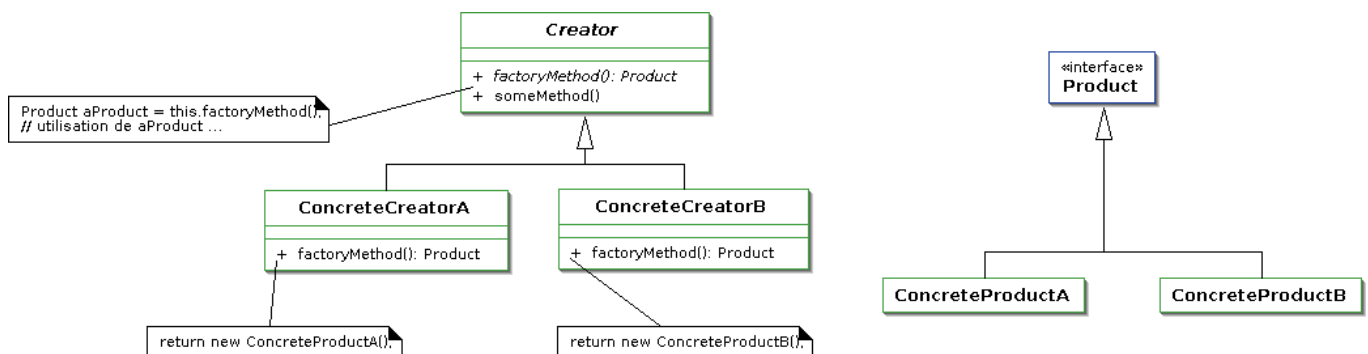 Creator
+ factoryMethod(): Product
+ someMethod()
Product aProduct = this.factoryMethod();
// utilisation de aProduct ...
ConcreteCreatorA
+ factoryMethod(): Product
return new ConcreteProductA();
ConcreteCreatorB
+ factoryMethod(): Product
return new ConcreteProductB();
«interface»
Product
ConcreteProductA
ConcreteProductB